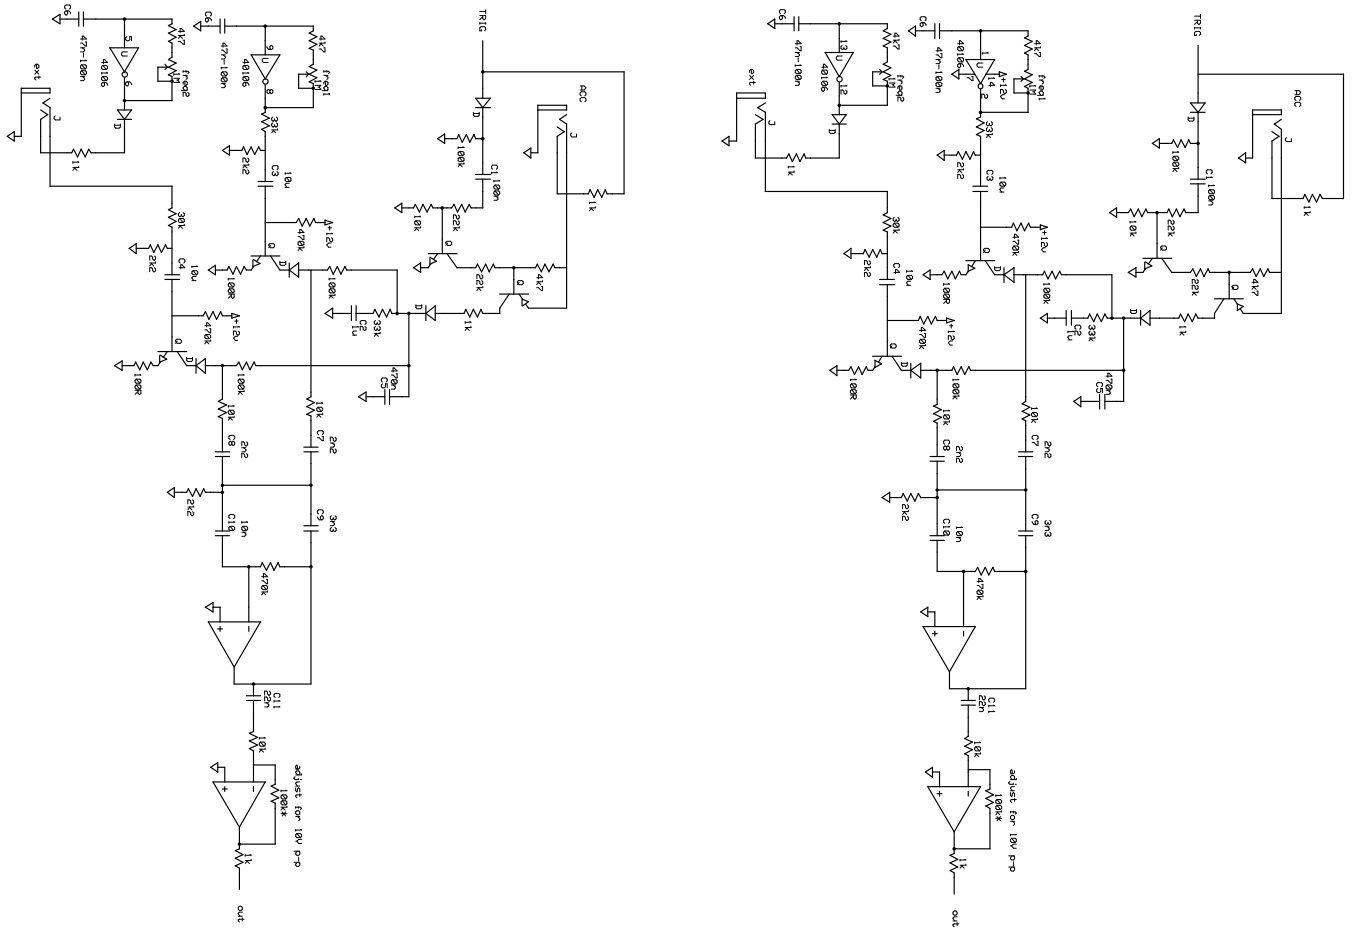 C6
47n-100n
5
U
6
40106
4k7
freq2
1M
D
ext
J
1k
C6
47n-100n
9
U
8
40106
4k7
freq1
1M
33k
2k2
C3
10u
TRIG
D
100k
C1 100n
ACC
J
1k
10k
22k
Q
22k
4k7
Q
30k
2k2
C4
10u
470k
+12v
Q
D
100R
100k
470k
+12v
Q
D
100R
100k
C2
1u
33k
D
1k
470n
C5
10k
C8
2n2
10k
C7
2n2
2k2
C10
10n
C9
3n3
470k
+
-
C11
22n
10k
+
-
100k*
adjust for 10V p-p
1k
out
C6
47n-100n
13
U
12
40106
4k7
freq2
1M
D
ext
J
1k
C6
47n-100n
1
U
14
7
2
+12v
40106
4k7
freq1
1M
33k
2k2
C3
10u
TRIG
D
100k
C1 100n
ACC
J
1k
10k
22k
Q
22k
4k7
Q
30k
2k2
C4
10u
470k
+12v
Q
D
100R
100k
470k
+12v
Q
D
100R
100k
C2
1u
33k
D
1k
470n
C5
10k
C8
2n2
10k
C7
2n2
2k2
C10
10n
C9
3n3
470k
+
-
C11
22n
10k
+
-
100k*
adjust for 10V p-p
1k
out